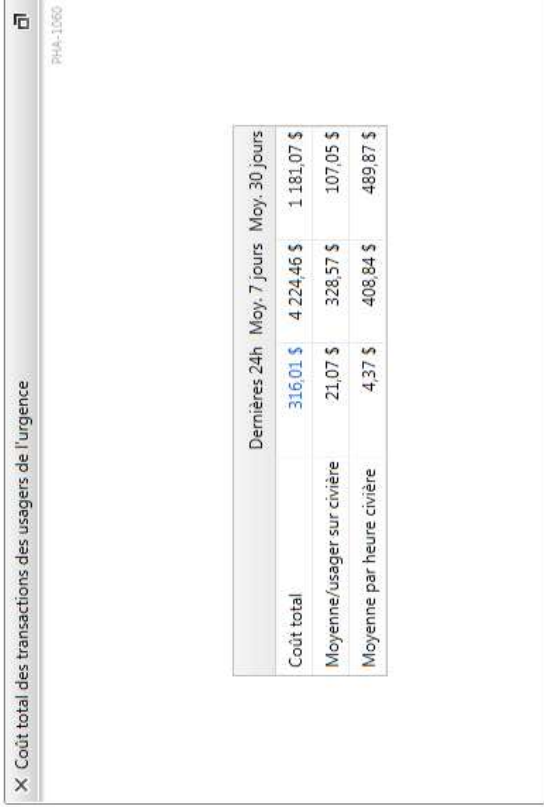 Coût total des transactions des usagers de l'urgence
PHA-1060
Dernières 24h Moy. 7 jours Moy. 30 jours
Coût total 316,01 $ 4 224,46 $ 1 181,07 $
Moyenne/usager sur civière 21,07 $ 328,57 $ 107,05 $
Moyenne par heure civière 4,37 $ 408,84 $ 489,87 $